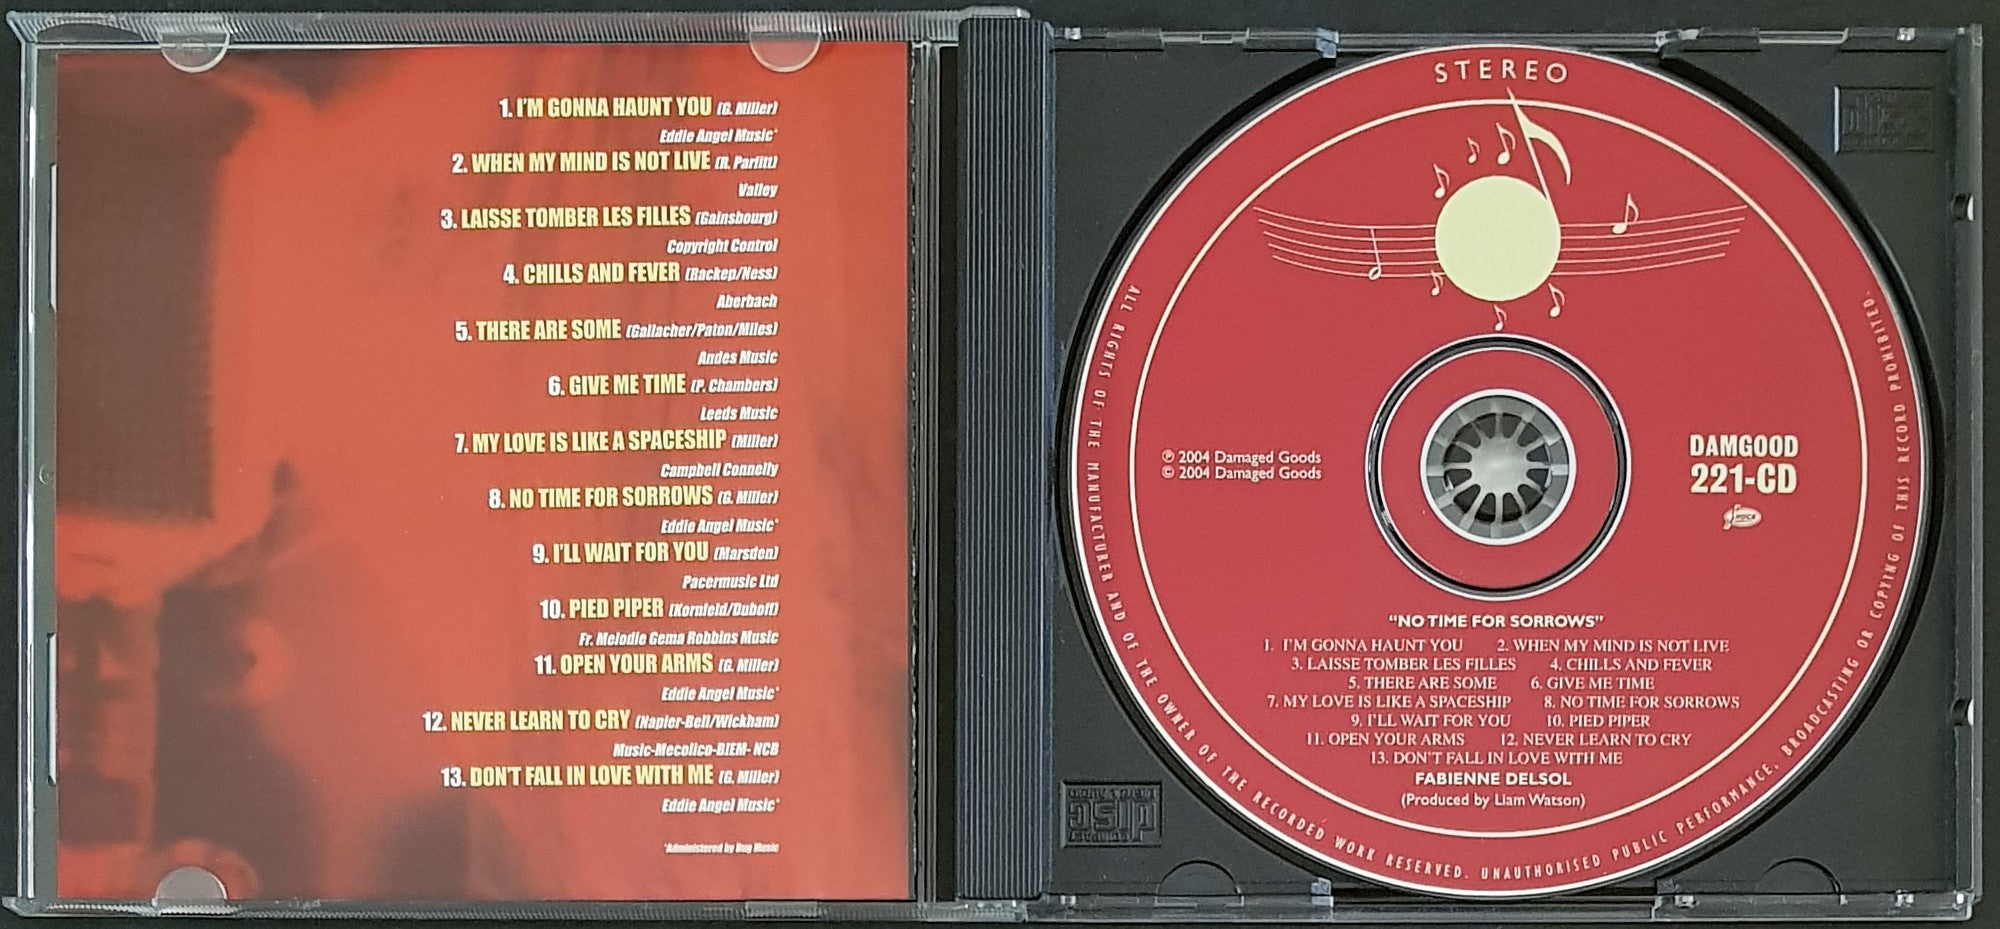 1. I'M GONNA HAUNT YOU (G. Miller)
Eddie Angel Music*
2. WHEN MY MIND IS NOT LIVE (R. Parfitt)
Valley
3. LAISSE TOMBER LES FILLES (Gainsbourg)
Copyright Control
4. CHILLS AND FEVER (Rackep/Ness)
Aberbach
5. THERE ARE SOME (Gallacher/Paton/Miles)
Andes Music
6. GIVE ME TIME (P. Chambers)
Leeds Music
7. MY LOVE IS LIKE A SPACESHIP (Miller)
Campbell Connelly
8. NO TIME FOR SORROWS (G. Miller)
Eddie Angel Music*
9. I'LL WAIT FOR YOU (Marsden)
Pacermusic Ltd
10. PIED PIPER (Kornfeld/Duboff)
Fr. Melodie Gema Robbins Music
11. OPEN YOUR ARMS (G. Miller)
Eddie Angel Music*
12. NEVER LEARN TO CRY (Napier-Bell/Wickham)
Music-Mecolico-BIEM- NCB
13. DON'T FALL IN LOVE WITH ME (G. Miller)
Eddie Angel Music*
*Administered by Bug Music
STEREO
℗ 2004 Damaged Goods
© 2004 Damaged Goods
DAMGOOD
221-CD
"NO TIME FOR SORROWS"
1. I'M GONNA HAUNT YOU 2. WHEN MY MIND IS NOT LIVE
3. LAISSE TOMBER LES FILLES 4. CHILLS AND FEVER
5. THERE ARE SOME 6. GIVE ME TIME
7. MY LOVE IS LIKE A SPACESHIP 8. NO TIME FOR SORROWS
9. I'LL WAIT FOR YOU 10. PIED PIPER
11. OPEN YOUR ARMS 12. NEVER LEARN TO CRY
13. DON'T FALL IN LOVE WITH ME
FABIENNE DELSOL
(Produced by Liam Watson)
ALL RIGHTS OF THE MANUFACTURER AND OF THE OWNER OF THE RECORDED WORK RESERVED. UNAUTHORISED PUBLIC PERFORMANCE, BROADCASTING OR COPYING OF THIS RECORD PROHIBITED.